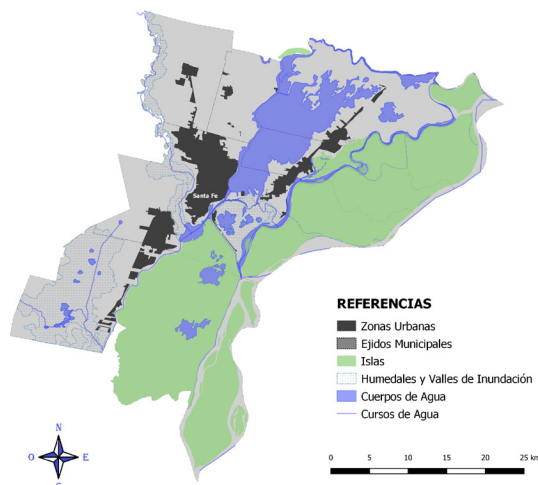 Santa Fe
REFERENCIAS
Zonas Urbanas
Ejidos Municipales
Islas
Humedales y Valles de Inundación
Cuerpos de Agua
Cursos de Agua
N
O E
S
0 5 10 15 20 25 km